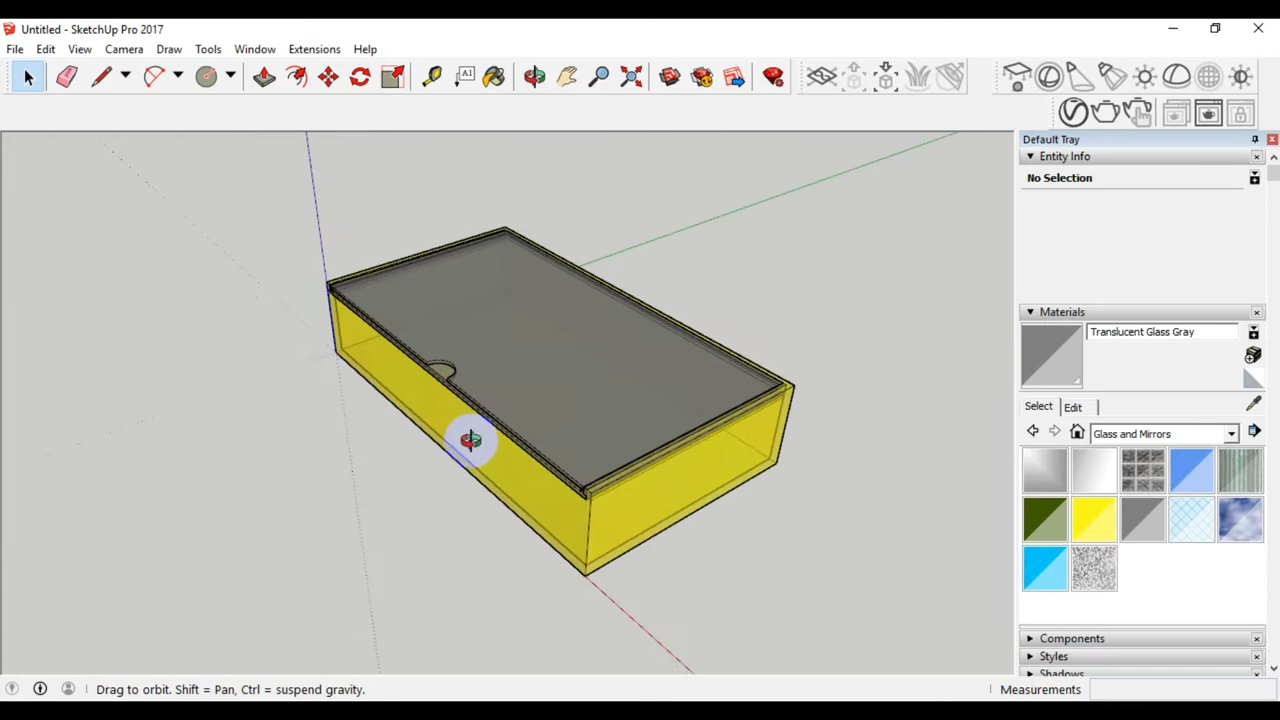 Untitled - SketchUp Pro 2017
File Edit View Camera Draw Tools Window Extensions Help
A1
Default Tray
Entity Info
No Selection
Materials
Translucent Glass Gray
Select Edit
Glass and Mirrors
Components
Styles
Shadows
Drag to orbit. Shift = Pan, Ctrl = suspend gravity.
Measurements